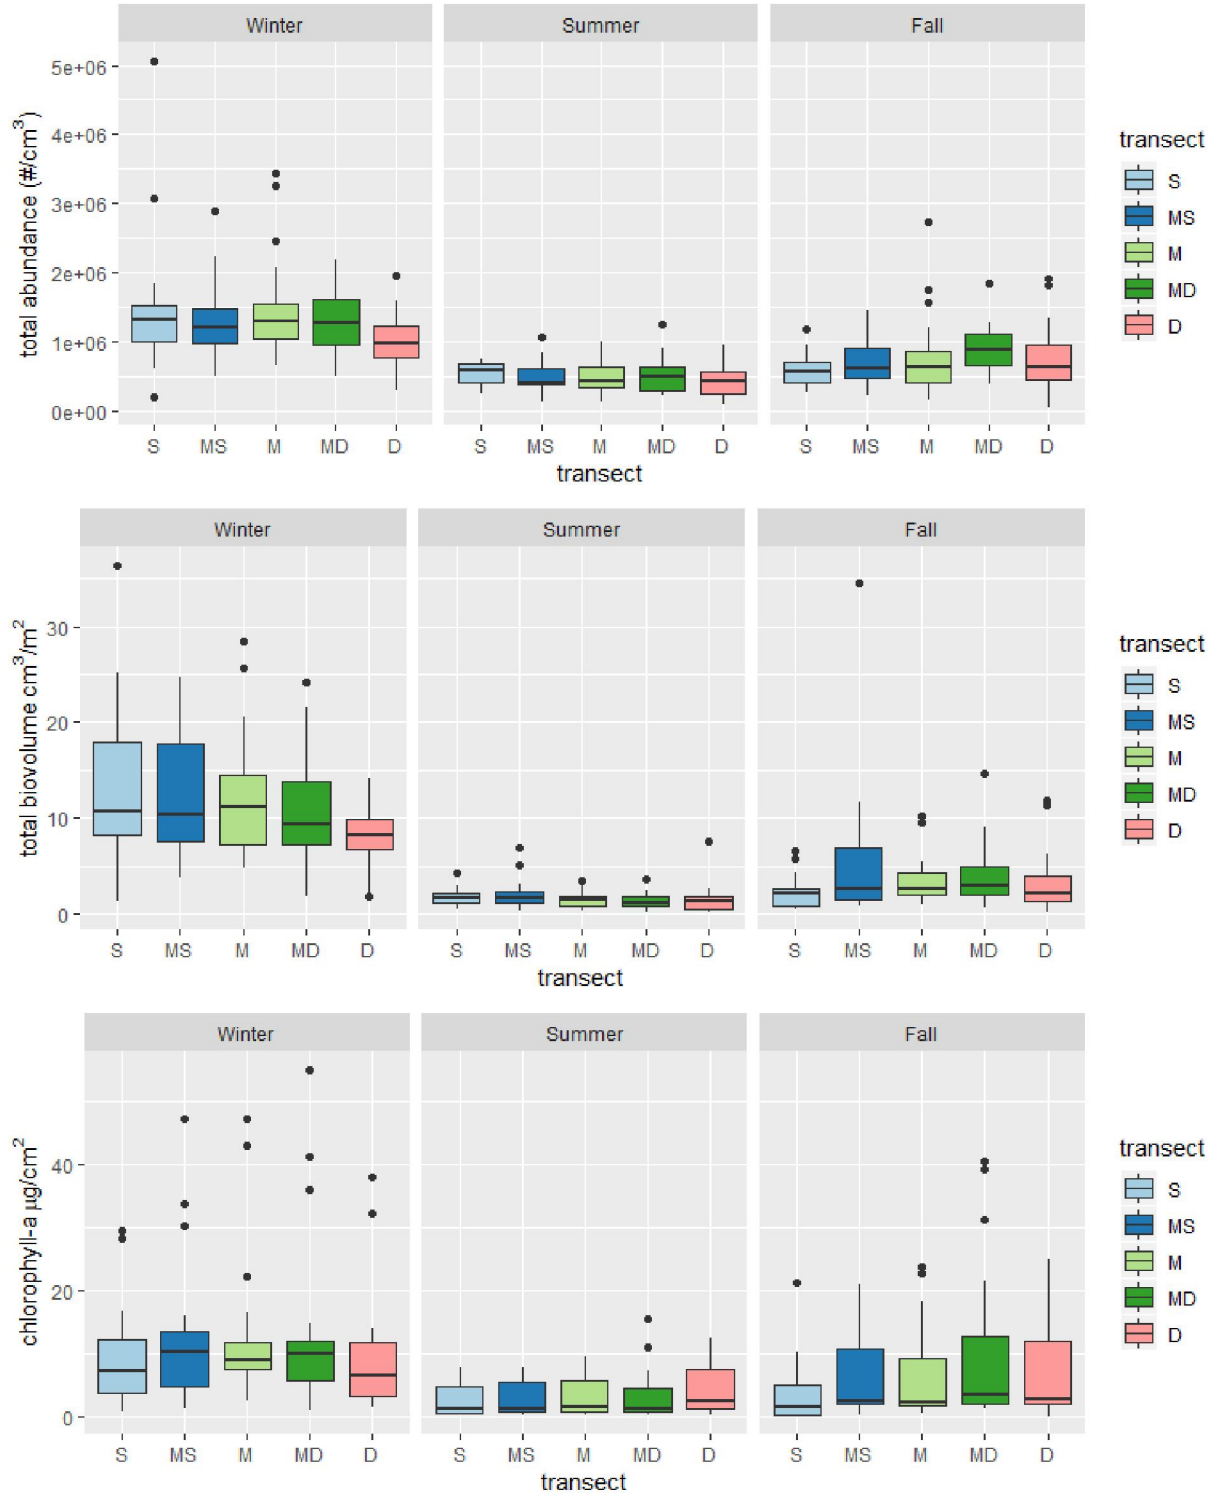 Winter Summer Fall
5e+06
4e+06
3e+06
2e+06
1e+06
0e+00
total abundance (#/cm³)
S MS M MD D S MS M MD D S MS M MD D
transect
transect
S
MS
M
MD
D
Winter Summer Fall
30
20
10
0
total biovolume cm³/m²
S MS M MD D S MS M MD D S MS M MD D
transect
transect
S
MS
M
MD
D
Winter Summer Fall
40
20
0
chlorophyll-a µg/cm²
S MS M MD D S MS M MD D S MS M MD D
transect
transect
S
MS
M
MD
D